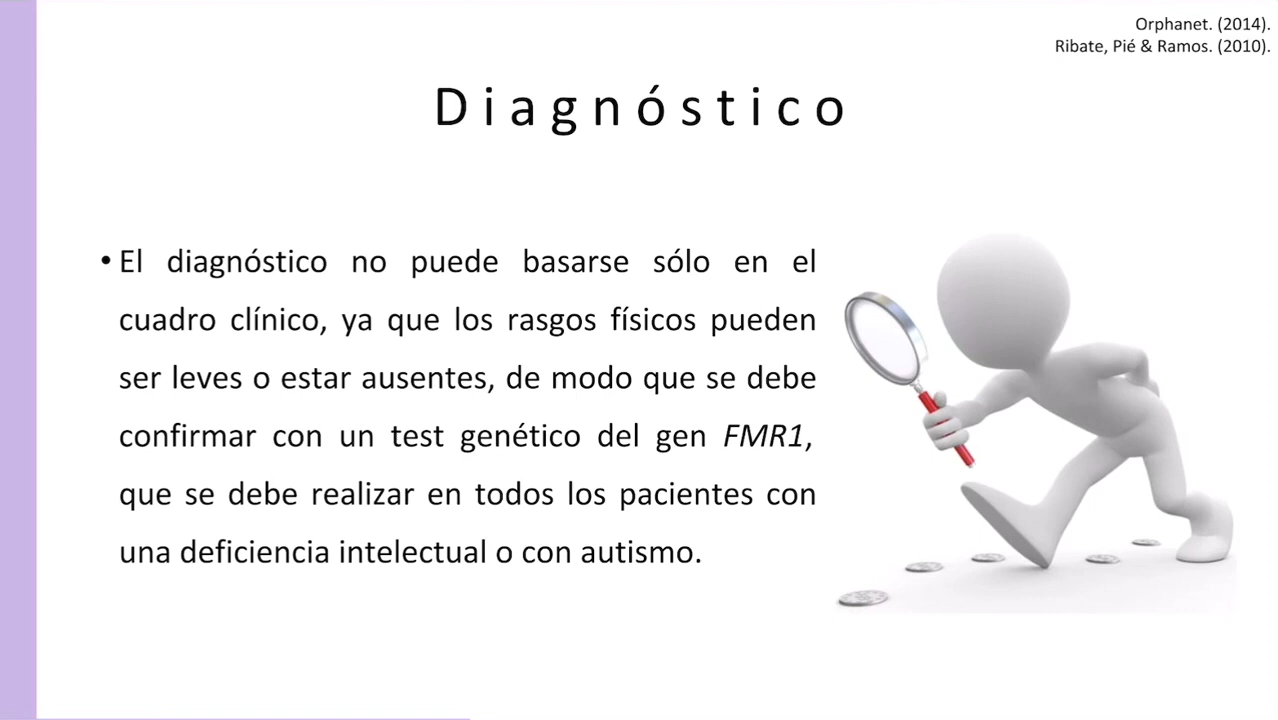 Orphanet. (2014).
Ribate, Pié & Ramos. (2010).
Diagnóstico
• El diagnóstico no puede basarse sólo en el
cuadro clínico, ya que los rasgos físicos pueden
ser leves o estar ausentes, de modo que se debe
confirmar con un test genético del gen FMR1,
que se debe realizar en todos los pacientes con
una deficiencia intelectual o con autismo.